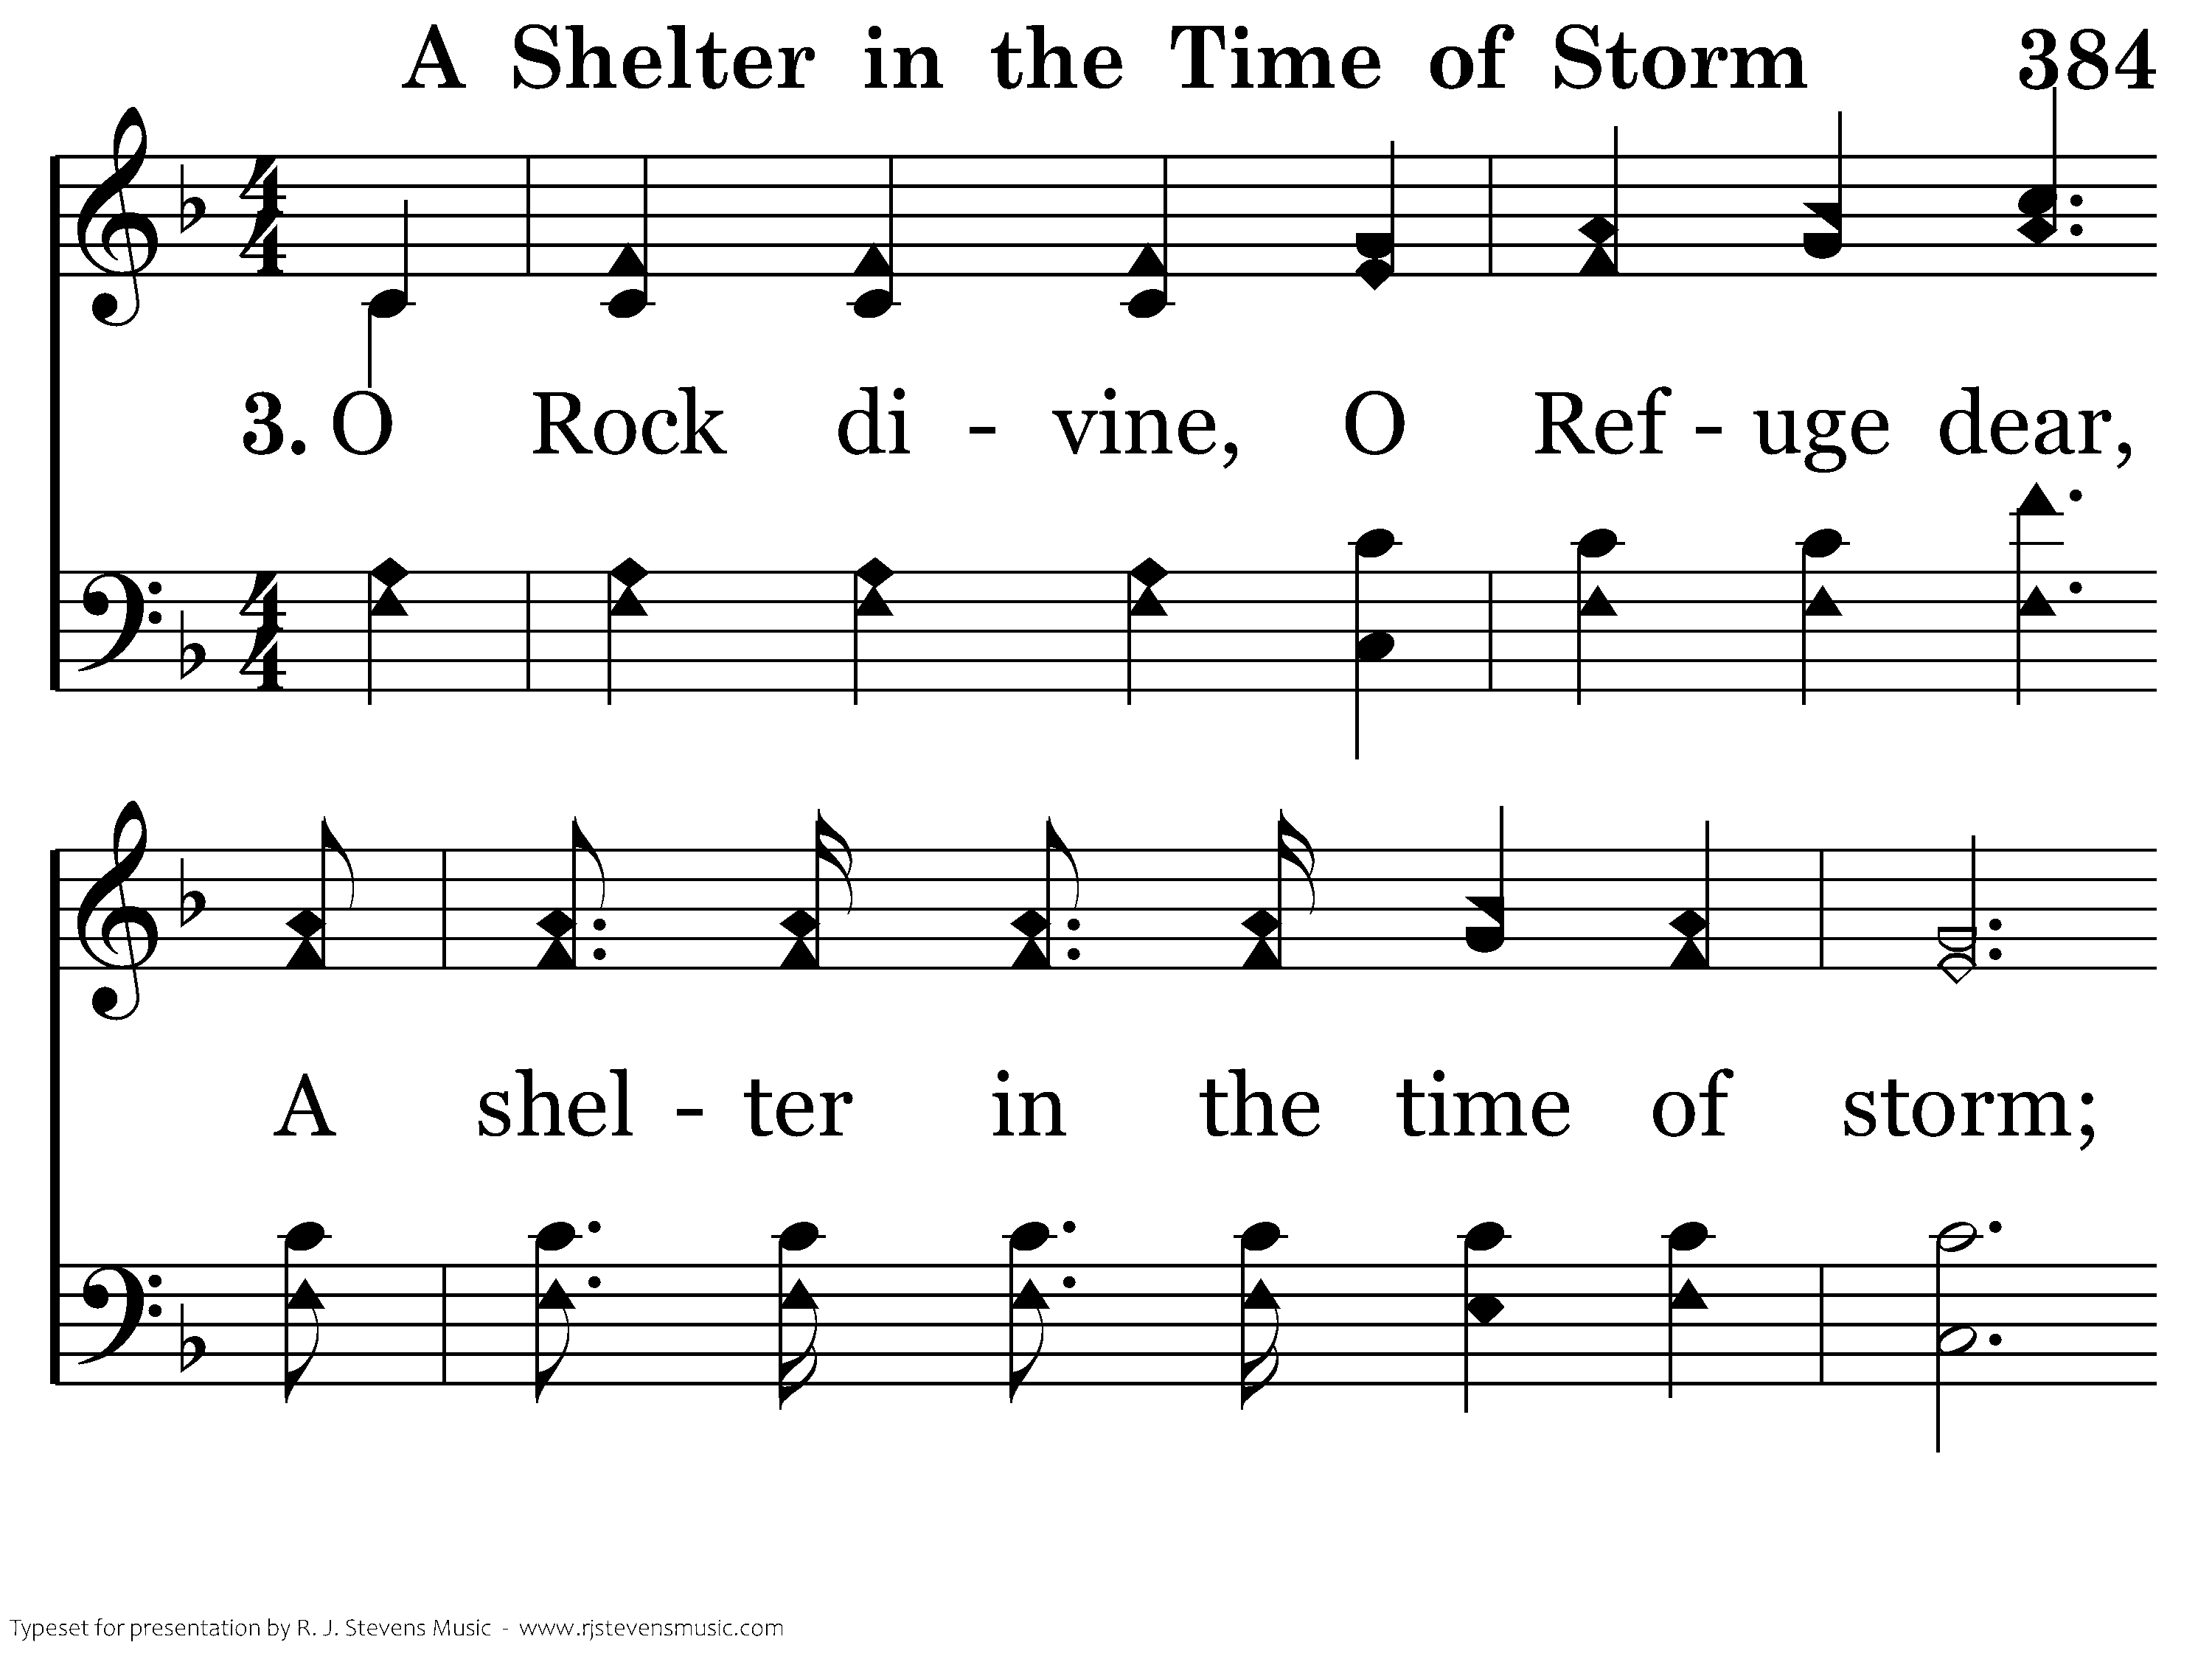 A Shelter in the Time of Storm 384
3. O Rock di - vine, O Ref - uge dear,
A shel - ter in the time of storm;
Typeset for presentation by R. J. Stevens Music - www.rjstevensmusic.com